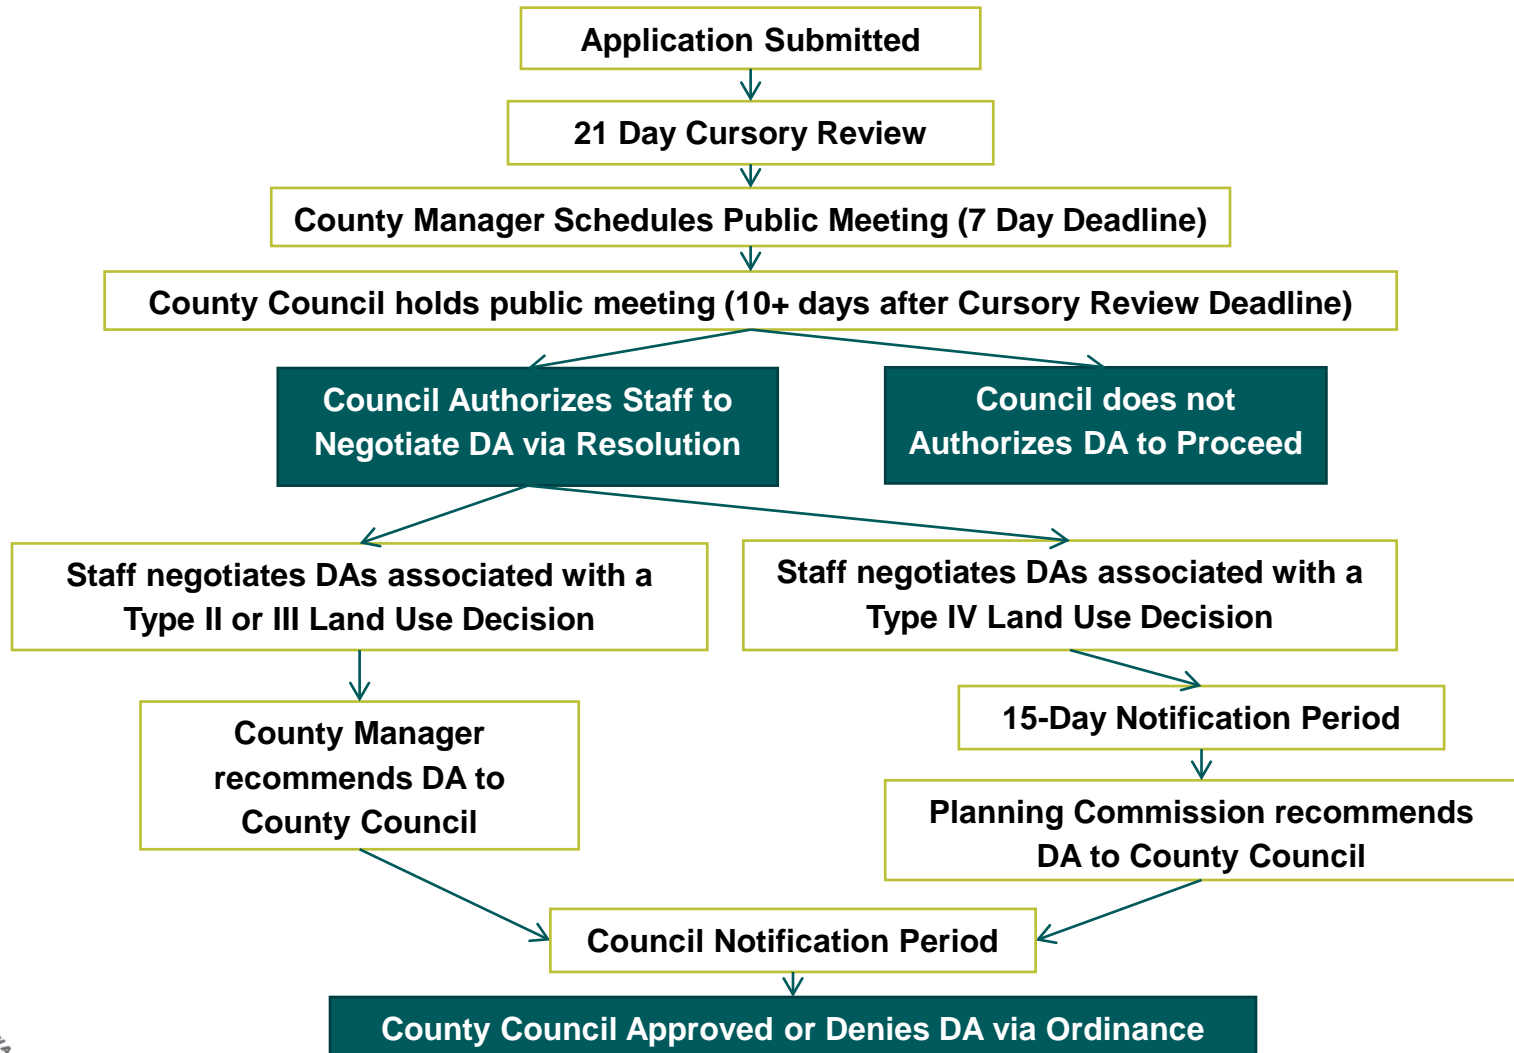 Application Submitted
21 Day Cursory Review
County Manager Schedules Public Meeting (7 Day Deadline)
County Council holds public meeting (10+ days after Cursory Review Deadline)
Council Authorizes Staff to
Negotiate DA via Resolution
Council does not
Authorizes DA to Proceed
Staff negotiates DAs associated with a
Type II or III Land Use Decision
Staff negotiates DAs associated with a
Type IV Land Use Decision
County Manager
recommends DA to
County Council
15-Day Notification Period
Planning Commission recommends
DA to County Council
Council Notification Period
County Council Approved or Denies DA via Ordinance